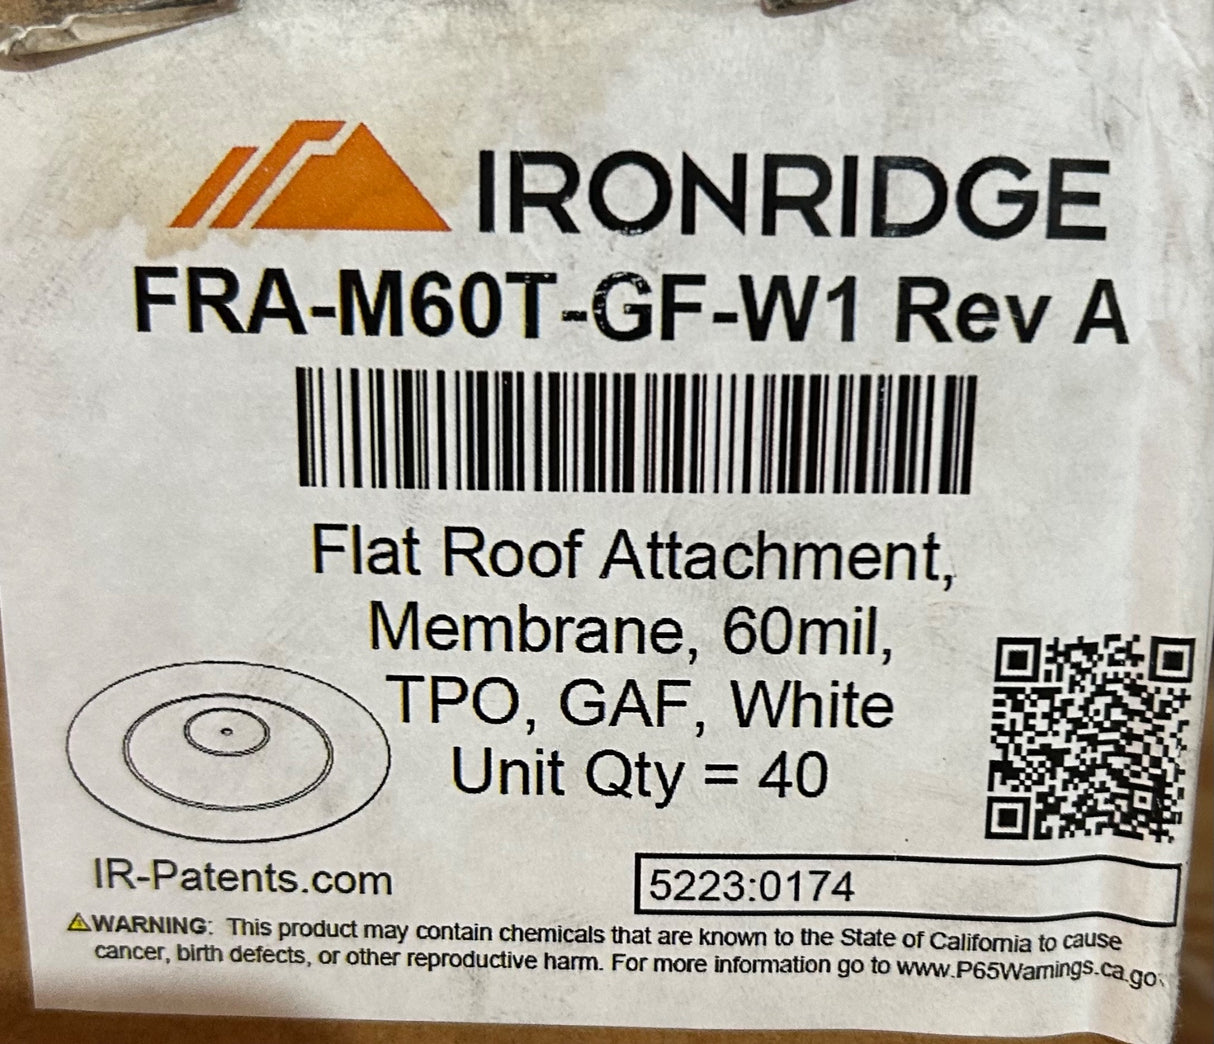 IRONRIDGE
FRA-M60T-GF-W1 Rev A
Flat Roof Attachment,
Membrane, 60mil,
TPO, GAF, White
Unit Qty = 40
IR-Patents.com
5223:0174
WARNING: This product may contain chemicals that are known to the State of California to cause
cancer, birth defects, or other reproductive harm. For more information go to www.P65Warnings.ca.gov